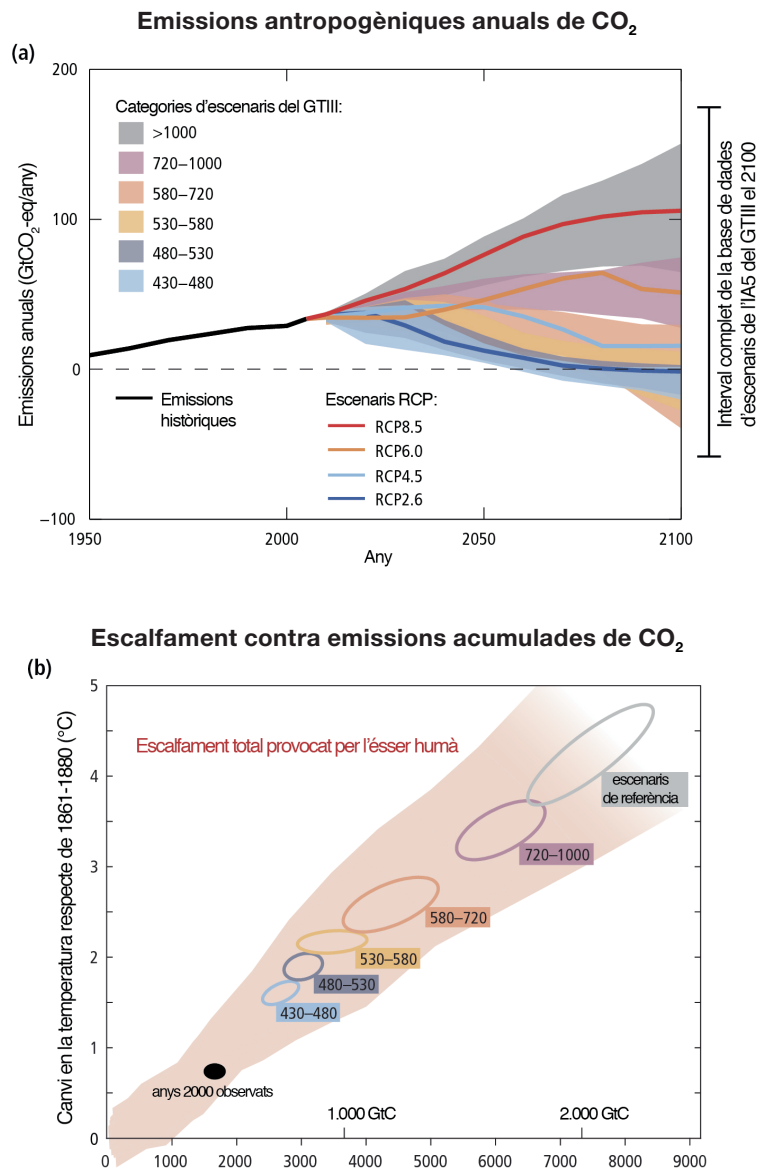 Emissions antropogèniques anuals de CO₂
(a)
200
Categories d'escenaris del GTIII:
>1000
720–1000
580–720
530–580
480–530
430–480
100
0
−100
Emissions anuals (GtCO₂-eq/any)
Emissions
històriques
Escenaris RCP:
RCP8.5
RCP6.0
RCP4.5
RCP2.6
1950
2000
2050
2100
Any
Interval complet de la base de dades
d'escenaris de l'IA5 del GTIII el 2100
Escalfament contra emissions acumulades de CO₂
(b)
5
4
3
2
1
0
Canvi en la temperatura respecte de 1861-1880 (°C)
Escalfament total provocat per l'ésser humà
escenaris
de referència
720–1000
580–720
530–580
480–530
430–480
anys 2000 observats
1.000 GtC
2.000 GtC
0
1000
2000
3000
4000
5000
6000
7000
8000
9000